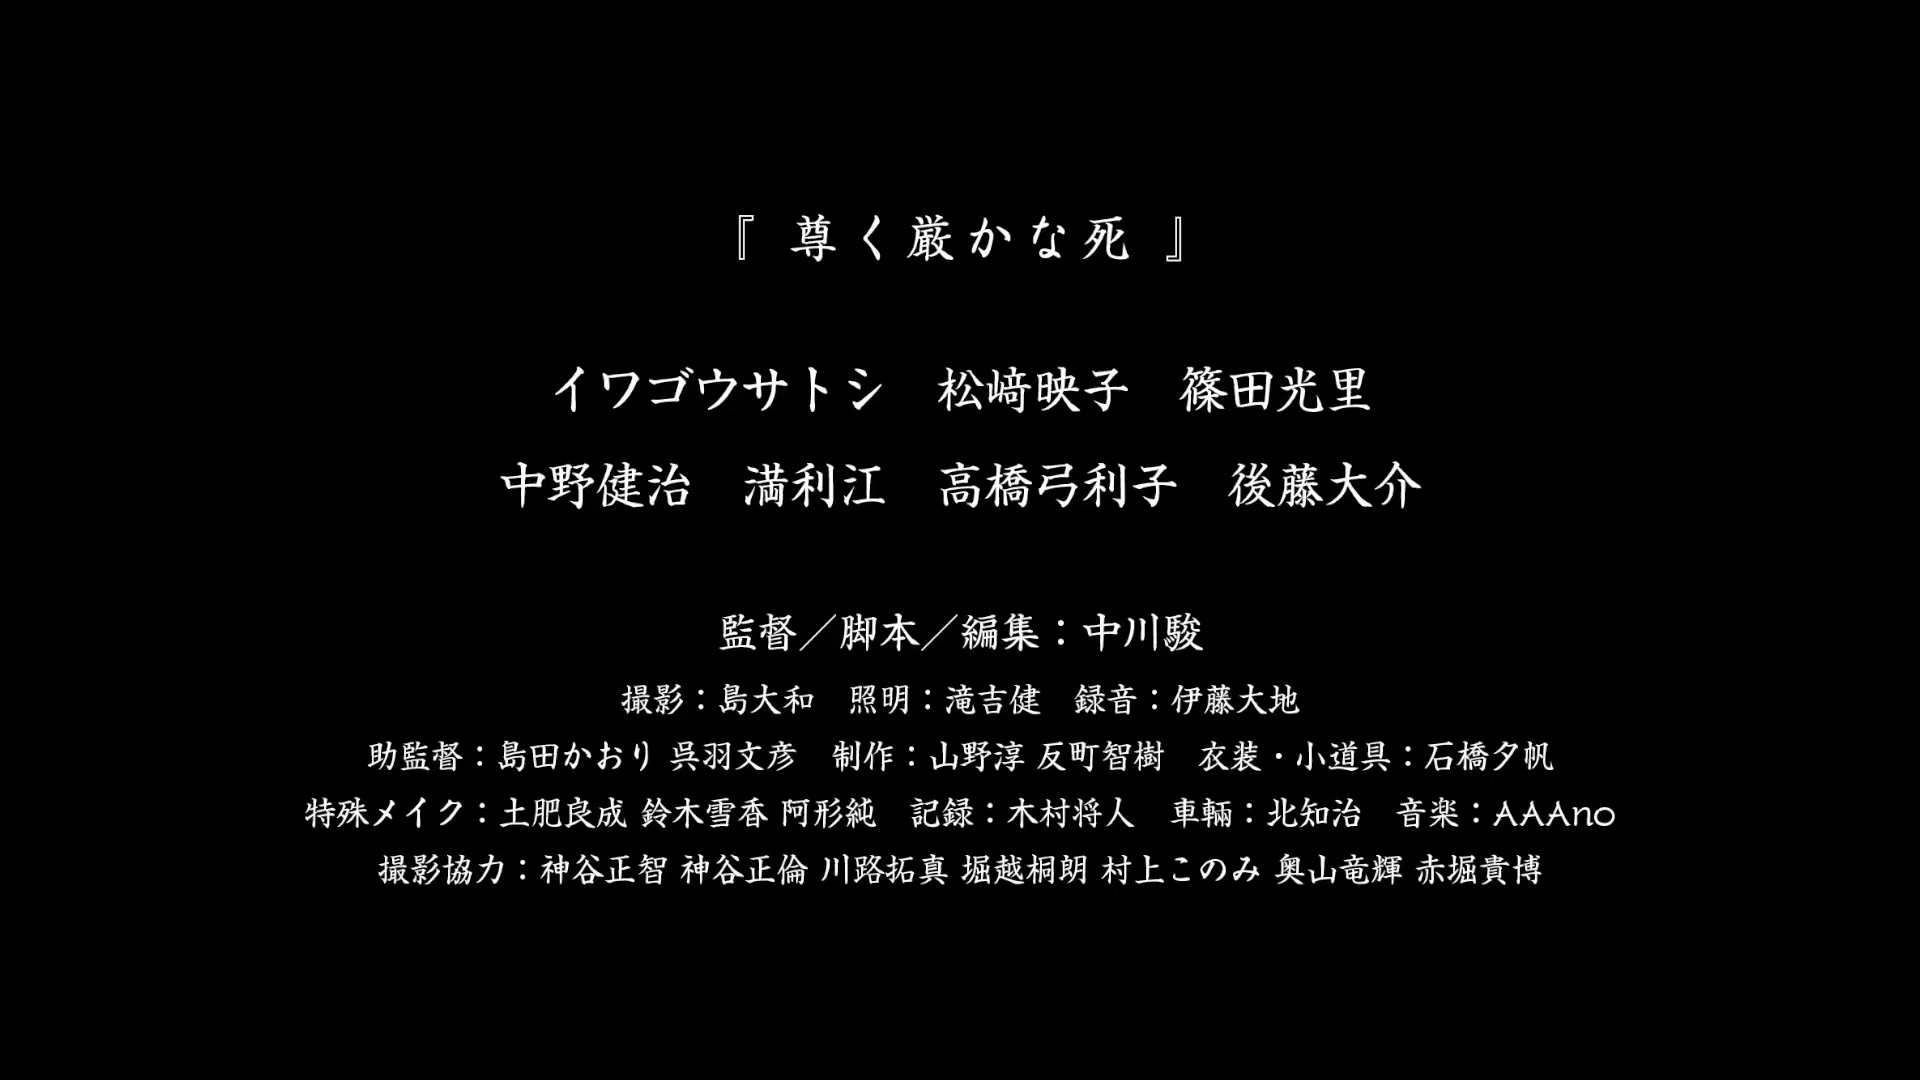 『 尊く厳かな死 』
イワゴウサトシ　松﨑映子　篠田光里
中野健治　満利江　高橋弓利子　後藤大介
監督／脚本／編集：中川駿
撮影：島大和　照明：滝吉健　録音：伊藤大地
助監督：島田かおり 呉羽文彦　制作：山野淳 反町智樹　衣装・小道具：石橋夕帆
特殊メイク：土肥良成 鈴木雪香 阿形純　記録：木村将人　車輛：北知治　音楽：AAAno
撮影協力：神谷正智 神谷正倫 川路拓真 堀越桐朗 村上このみ 奥山竜輝 赤堀貴博